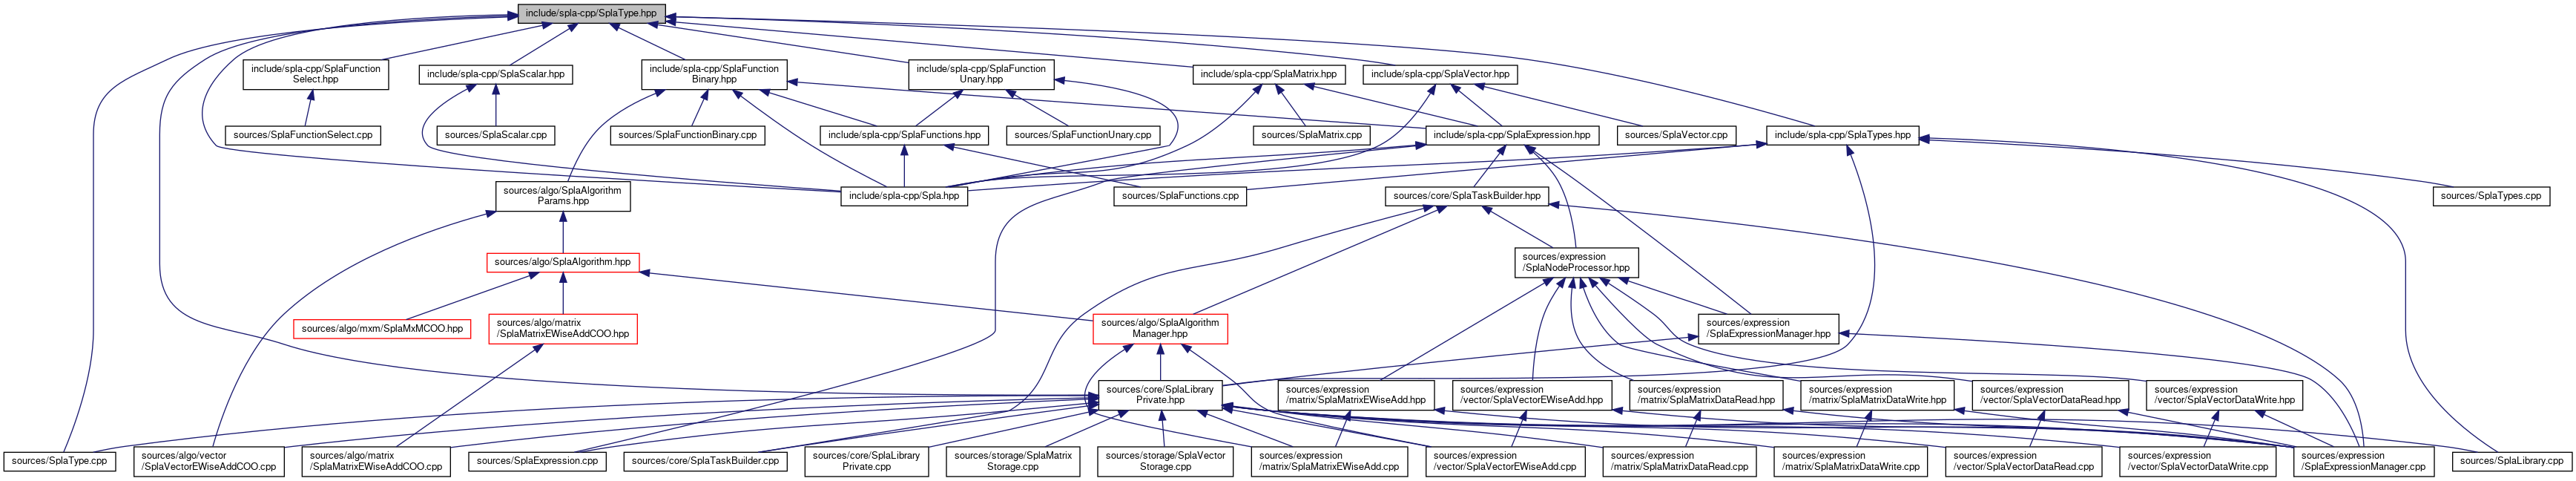 include/spla-cpp/SplaType.hpp
include/spla-cpp/SplaFunction
Select.hpp
include/spla-cpp/SplaScalar.hpp
include/spla-cpp/SplaFunction
Binary.hpp
include/spla-cpp/SplaFunction
Unary.hpp
include/spla-cpp/SplaMatrix.hpp
include/spla-cpp/SplaVector.hpp
sources/SplaFunctionSelect.cpp
sources/SplaScalar.cpp
sources/SplaFunctionBinary.cpp
include/spla-cpp/SplaFunctions.hpp
sources/SplaFunctionUnary.cpp
sources/SplaMatrix.cpp
include/spla-cpp/SplaExpression.hpp
sources/SplaVector.cpp
include/spla-cpp/SplaTypes.hpp
sources/algo/SplaAlgorithm
Params.hpp
include/spla-cpp/Spla.hpp
sources/SplaFunctions.cpp
sources/core/SplaTaskBuilder.hpp
sources/SplaTypes.cpp
sources/algo/SplaAlgorithm.hpp
sources/expression
/SplaNodeProcessor.hpp
sources/algo/mxm/SplaMxMCOO.hpp
sources/algo/matrix
/SplaMatrixEWiseAddCOO.hpp
sources/algo/SplaAlgorithm
Manager.hpp
sources/expression
/SplaExpressionManager.hpp
sources/core/SplaLibrary
Private.hpp
sources/expression
/matrix/SplaMatrixEWiseAdd.hpp
sources/expression
/vector/SplaVectorEWiseAdd.hpp
sources/expression
/matrix/SplaMatrixDataRead.hpp
sources/expression
/matrix/SplaMatrixDataWrite.hpp
sources/expression
/vector/SplaVectorDataRead.hpp
sources/expression
/vector/SplaVectorDataWrite.hpp
sources/SplaType.cpp
sources/algo/vector
/SplaVectorEWiseAddCOO.cpp
sources/algo/matrix
/SplaMatrixEWiseAddCOO.cpp
sources/SplaExpression.cpp
sources/core/SplaTaskBuilder.cpp
sources/core/SplaLibrary
Private.cpp
sources/storage/SplaMatrix
Storage.cpp
sources/storage/SplaVector
Storage.cpp
sources/expression
/matrix/SplaMatrixEWiseAdd.cpp
sources/expression
/vector/SplaVectorEWiseAdd.cpp
sources/expression
/matrix/SplaMatrixDataRead.cpp
sources/expression
/matrix/SplaMatrixDataWrite.cpp
sources/expression
/vector/SplaVectorDataRead.cpp
sources/expression
/vector/SplaVectorDataWrite.cpp
sources/expression
/SplaExpressionManager.cpp
sources/SplaLibrary.cpp